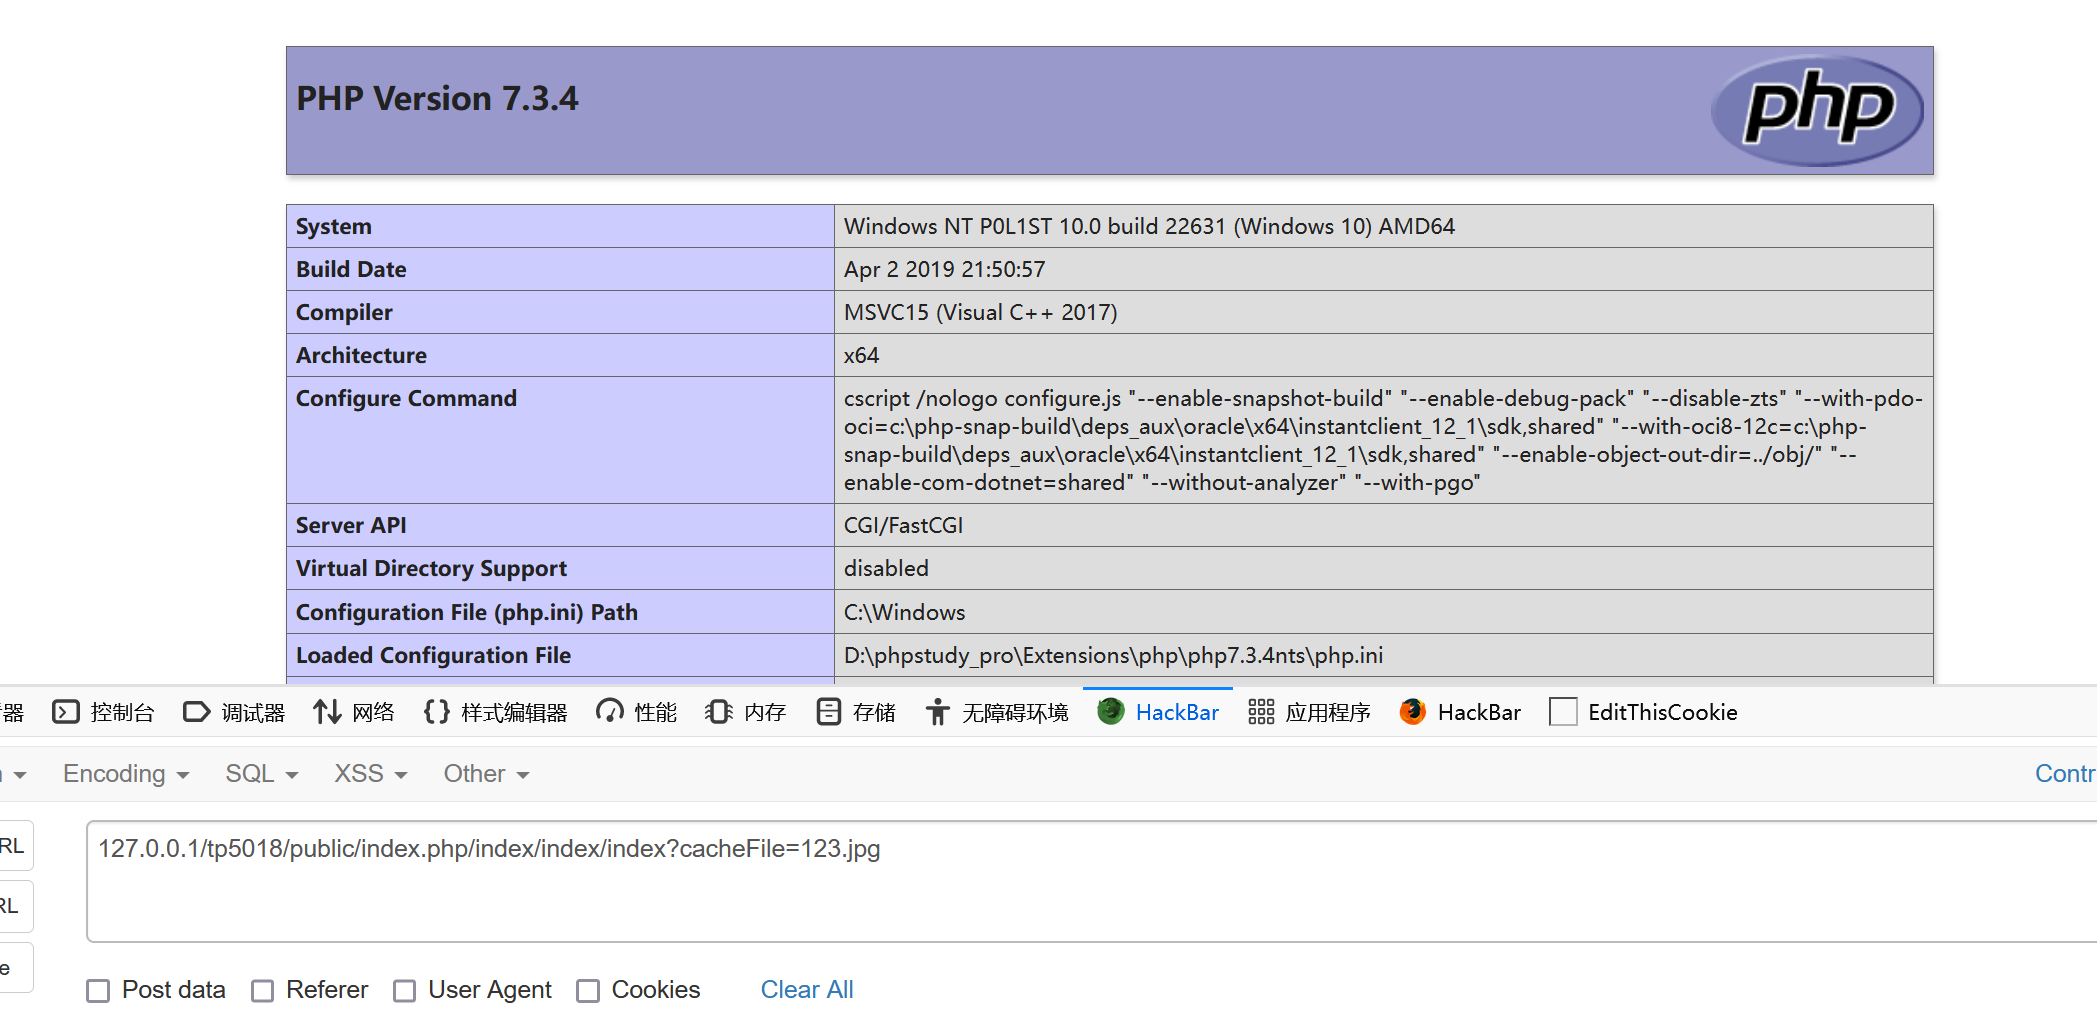 PHP Version 7.3.4
php
System Windows NT P0L1ST 10.0 build 22631 (Windows 10) AMD64
Build Date Apr 2 2019 21:50:57
Compiler MSVC15 (Visual C++ 2017)
Architecture x64
Configure Command cscript /nologo configure.js "--enable-snapshot-build" "--enable-debug-pack" "--disable-zts" "--with-pdo-
oci=c:\php-snap-build\deps_aux\oracle\x64\instantclient_12_1\sdk,shared" "--with-oci8-12c=c:\php-
snap-build\deps_aux\oracle\x64\instantclient_12_1\sdk,shared" "--enable-object-out-dir=../obj/" "--
enable-com-dotnet=shared" "--without-analyzer" "--with-pgo"
Server API CGI/FastCGI
Virtual Directory Support disabled
Configuration File (php.ini) Path C:\Windows
Loaded Configuration File D:\phpstudy_pro\Extensions\php\php7.3.4nts\php.ini
器 控制台 调试器 网络 样式编辑器 性能 内存 存储 无障碍环境 HackBar 应用程序 HackBar EditThisCookie
Encoding SQL XSS Other Contr
RL
127.0.0.1/tp5018/public/index.php/index/index/index?cacheFile=123.jpg
RL
e
Post data Referer User Agent Cookies Clear All